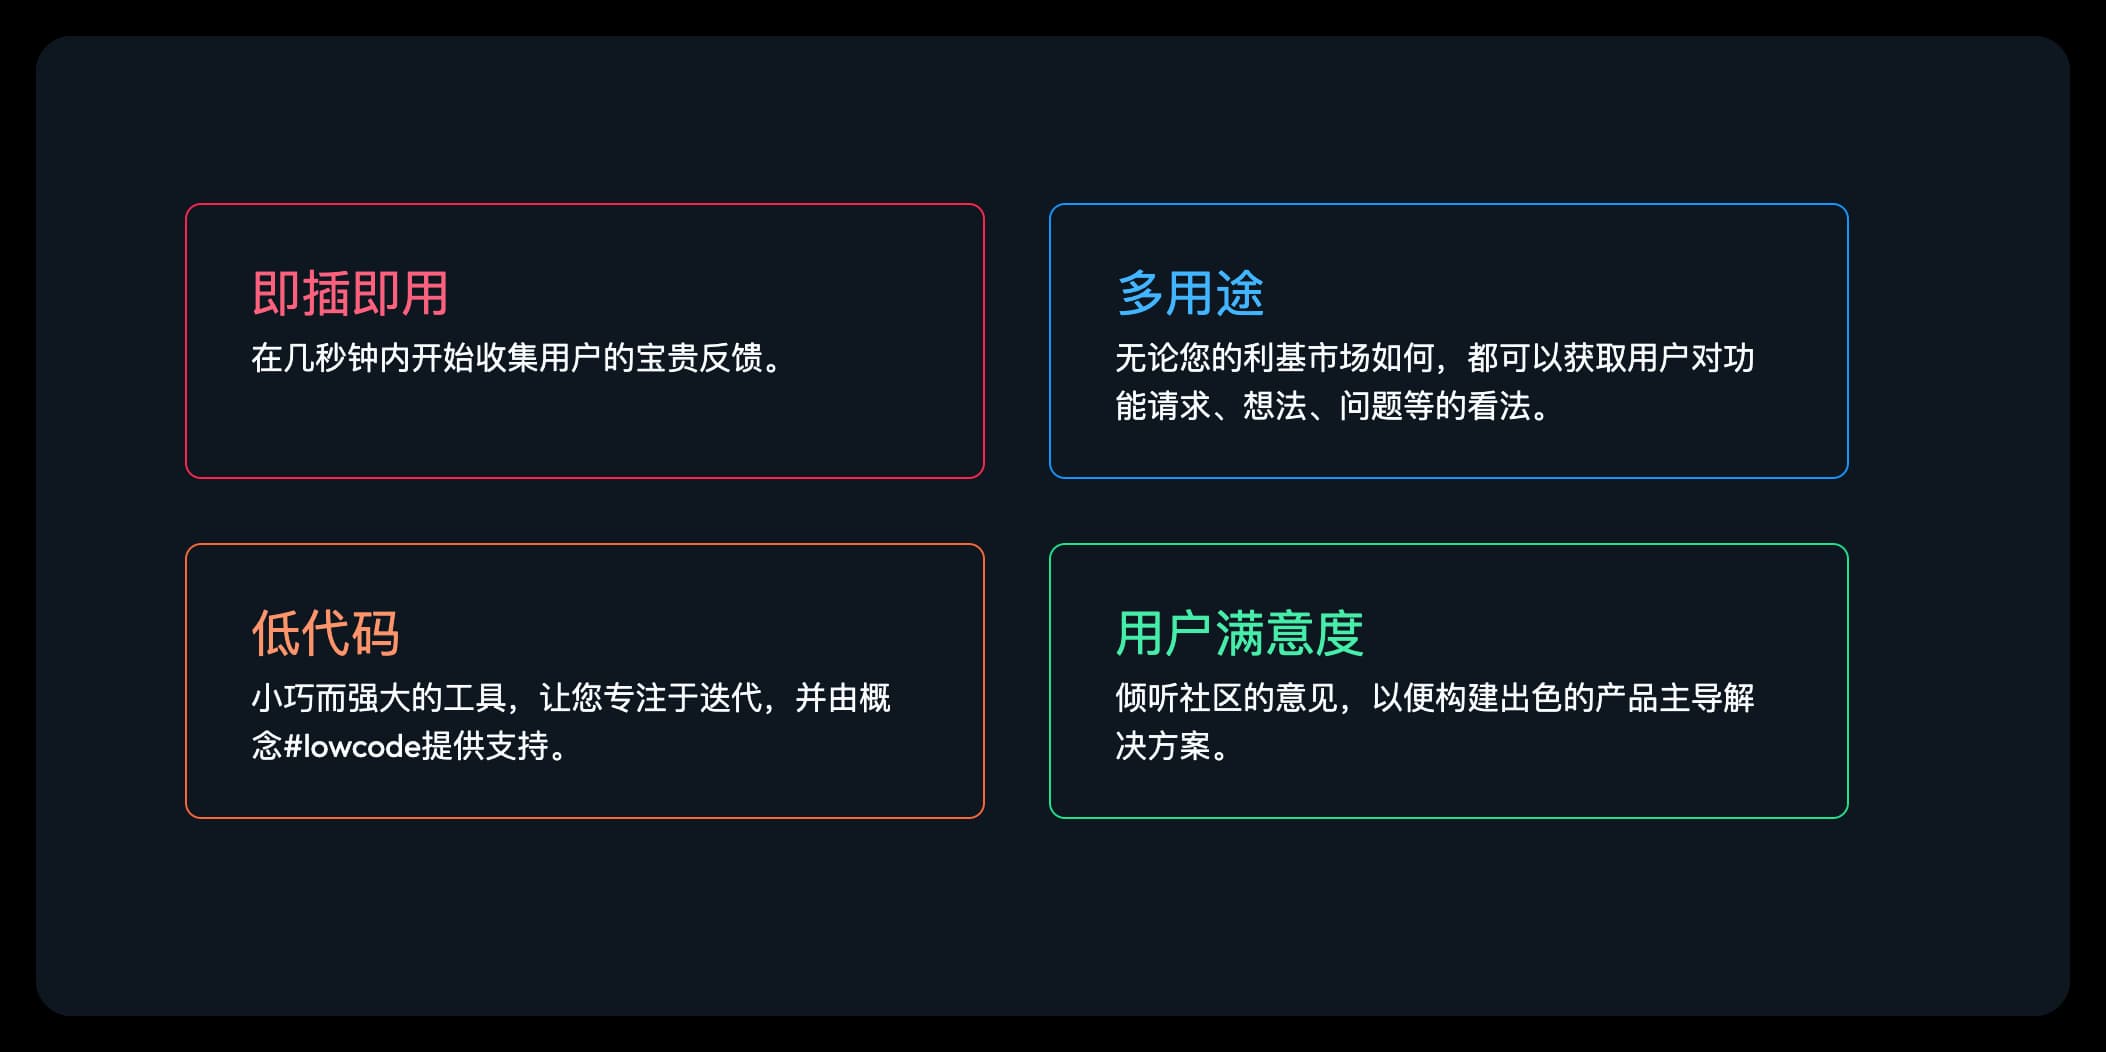 即插即用
在几秒钟内开始收集用户的宝贵反馈。
多用途
无论您的利基市场如何，都可以获取用户对功
能请求、想法、问题等的看法。
低代码
小巧而强大的工具，让您专注于迭代，并由概
念#lowcode提供支持。
用户满意度
倾听社区的意见，以便构建出色的产品主导解
决方案。